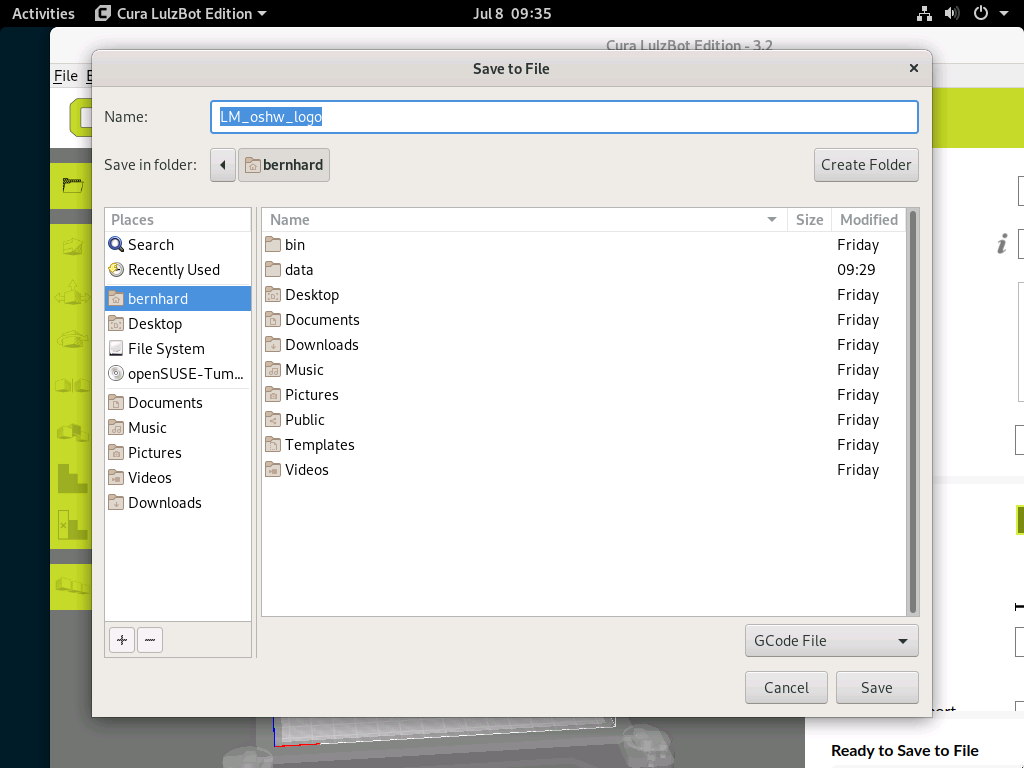 Activities Cura LulzBot Edition Jul 8 09:35
Cura LulzBot Edition - 3.2
File E
Save to File
Name: LM_oshw_logo
Save in folder: bernhard Create Folder
Places Name Size Modified
Search bin Friday
Recently Used data 09:29
bernhard Desktop Friday
Desktop Documents Friday
File System Downloads Friday
openSUSE-Tum... Music Friday
Documents Pictures Friday
Music Public Friday
Pictures Templates Friday
Videos Videos Friday
Downloads
GCode File
Cancel Save
Ready to Save to File